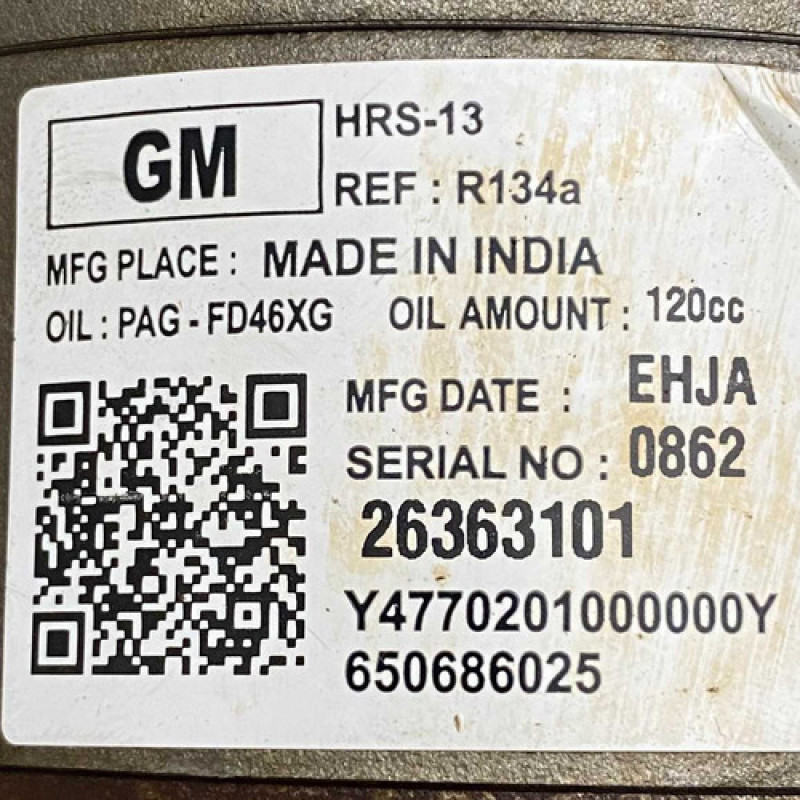 GM
HRS-13
REF : R134a
MFG PLACE : MADE IN INDIA
OIL : PAG - FD46XG OIL AMOUNT : 120cc
MFG DATE : EHJA
SERIAL NO : 0862
26363101
Y4770201000000Y
650686025